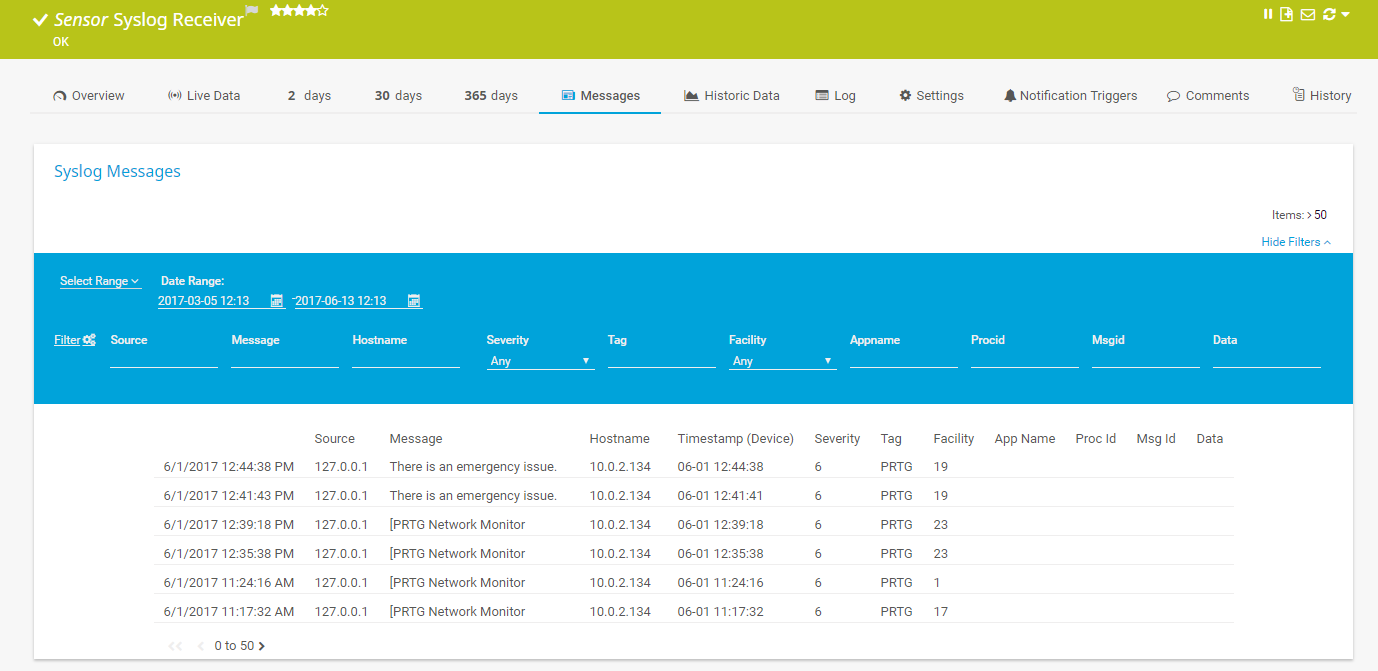 Sensor Syslog Receiver
OK
Overview Live Data 2 days 30 days 365 days Messages Historic Data Log Settings Notification Triggers Comments History
Syslog Messages
Items: > 50
Hide Filters
Select Range Date Range:
2017-03-05 12:13 - 2017-06-13 12:13
Filter Source Message Hostname Severity Tag Facility Appname Procid Msgid Data
Any Any
Source Message Hostname Timestamp (Device) Severity Tag Facility App Name Proc Id Msg Id Data
6/1/2017 12:44:38 PM 127.0.0.1 There is an emergency issue. 10.0.2.134 06-01 12:44:38 6 PRTG 19
6/1/2017 12:41:43 PM 127.0.0.1 There is an emergency issue. 10.0.2.134 06-01 12:41:41 6 PRTG 19
6/1/2017 12:39:18 PM 127.0.0.1 [PRTG Network Monitor 10.0.2.134 06-01 12:39:18 6 PRTG 23
6/1/2017 12:35:38 PM 127.0.0.1 [PRTG Network Monitor 10.0.2.134 06-01 12:35:38 6 PRTG 23
6/1/2017 11:24:16 AM 127.0.0.1 [PRTG Network Monitor 10.0.2.134 06-01 11:24:16 6 PRTG 1
6/1/2017 11:17:32 AM 127.0.0.1 [PRTG Network Monitor 10.0.2.134 06-01 11:17:32 6 PRTG 17
<< < 0 to 50 >